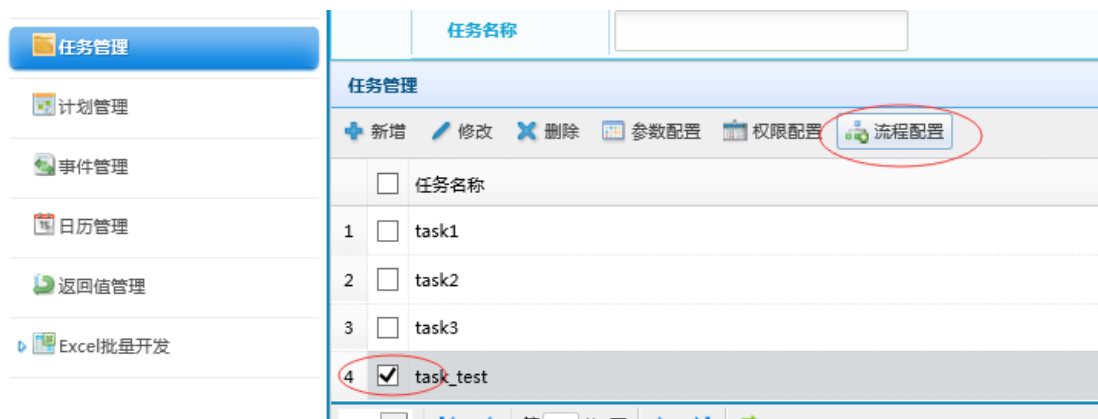 任务管理
计划管理
事件管理
日历管理
返回值管理
Excel批量开发
任务名称
任务管理
新增 修改 删除 参数配置 权限配置 流程配置
任务名称
1 task1
2 task2
3 task3
4 task_test